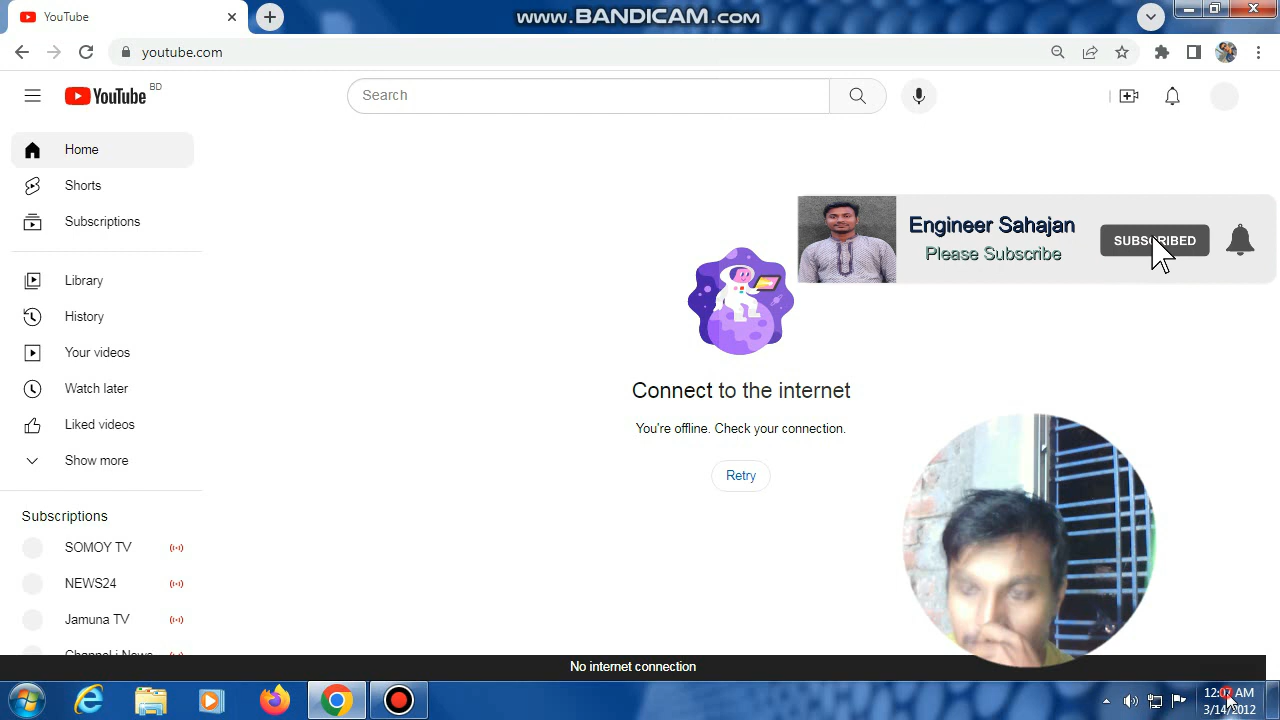 YouTube
www.BANDICAM.com
youtube.com
YouTube BD
Search
Home
Shorts
Subscriptions
Engineer Sahajan
Please Subscribe
SUBSCRIBED
Library
History
Your videos
Watch later
Liked videos
Show more
Connect to the internet
You're offline. Check your connection.
Retry
Subscriptions
SOMOY TV
NEWS24
Jamuna TV
Channel i News
No internet connection
12:07 AM
3/14/2012